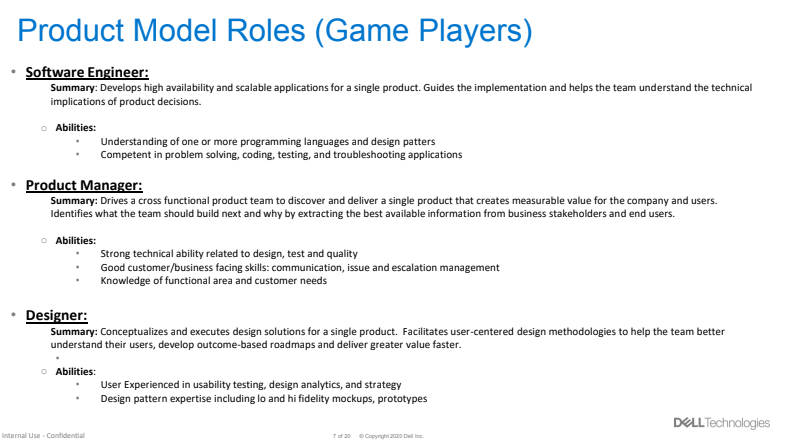 Product Model Roles (Game Players)
• Software Engineer:
Summary: Develops high availability and scalable applications for a single product. Guides the implementation and helps the team understand the technical
implications of product decisions.
○ Abilities:
• Understanding of one or more programming languages and design patters
• Competent in problem solving, coding, testing, and troubleshooting applications
• Product Manager:
Summary: Drives a cross functional product team to discover and deliver a single product that creates measurable value for the company and users.
Identifies what the team should build next and why by extracting the best available information from business stakeholders and end users.
○ Abilities:
• Strong technical ability related to design, test and quality
• Good customer/business facing skills: communication, issue and escalation management
• Knowledge of functional area and customer needs
• Designer:
Summary: Conceptualizes and executes design solutions for a single product. Facilitates user-centered design methodologies to help the team better
understand their users, develop outcome-based roadmaps and deliver greater value faster.
•
○ Abilities:
• User Experienced in usability testing, design analytics, and strategy
• Design pattern expertise including lo and hi fidelity mockups, prototypes
DELLTechnologies
Internal Use - Confidential
7 of 20 © Copyright 2020 Dell Inc.